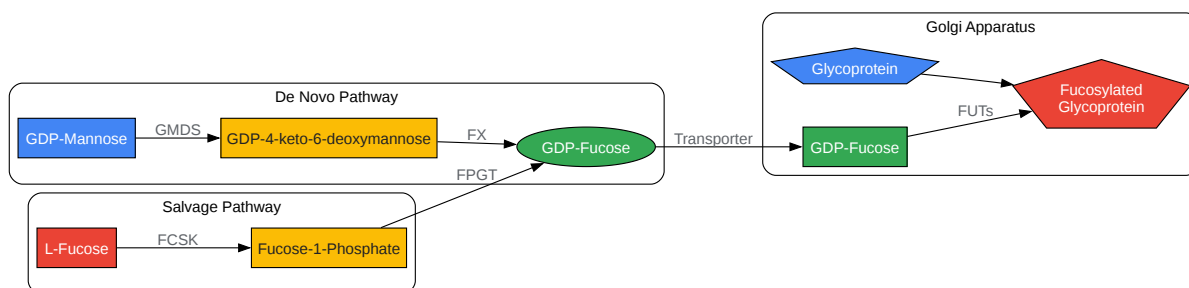 Golgi Apparatus
Glycoprotein
Fucosylated
Glycoprotein
De Novo Pathway
GDP-Mannose
GMDS
GDP-4-keto-6-deoxymannose
FX
GDP-Fucose
Transporter
GDP-Fucose
FUTs
FPGT
Salvage Pathway
L-Fucose
FCSK
Fucose-1-Phosphate